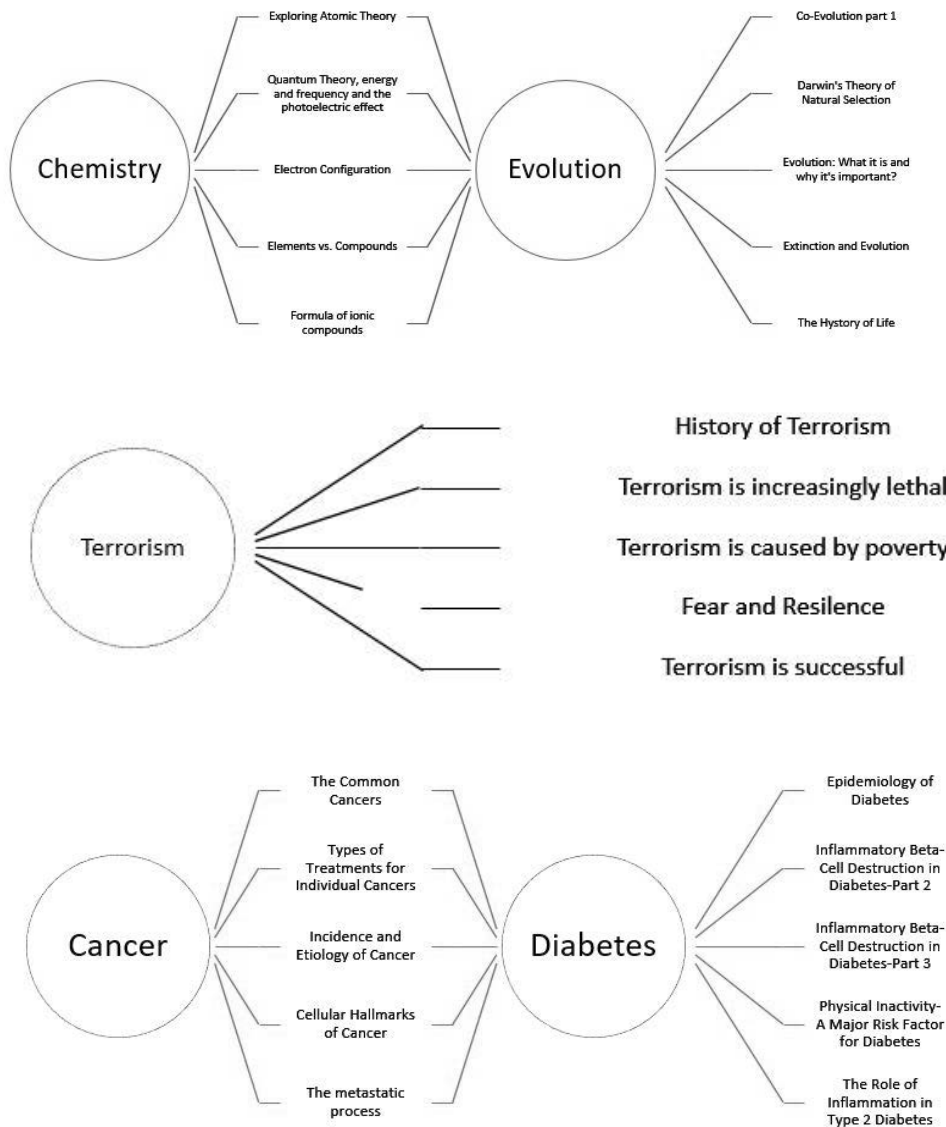 Chemistry
Exploring Atomic Theory
Quantum Theory, energy
and frequency and the
photoelectric effect
Electron Configuration
Elements vs. Compounds
Formula of ionic
compounds
Evolution
Co-Evolution part 1
Darwin's Theory of
Natural Selection
Evolution: What it is and
why it's important?
Extinction and Evolution
The Hystory of Life
Terrorism
History of Terrorism
Terrorism is increasingly lethal
Terrorism is caused by poverty
Fear and Resilence
Terrorism is successful
Cancer
The Common
Cancers
Types of
Treatments for
Individual Cancers
Incidence and
Etiology of Cancer
Cellular Hallmarks
of Cancer
The metastatic
process
Diabetes
Epidemiology of
Diabetes
Inflammatory Beta-
Cell Destruction in
Diabetes-Part 2
Inflammatory Beta-
Cell Destruction in
Diabetes-Part 3
Physical Inactivity-
A Major Risk Factor
for Diabetes
The Role of
Inflammation in
Type 2 Diabetes